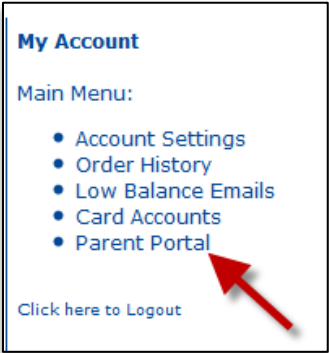 My Account
Main Menu:
• Account Settings
• Order History
• Low Balance Emails
• Card Accounts
• Parent Portal
Click here to Logout